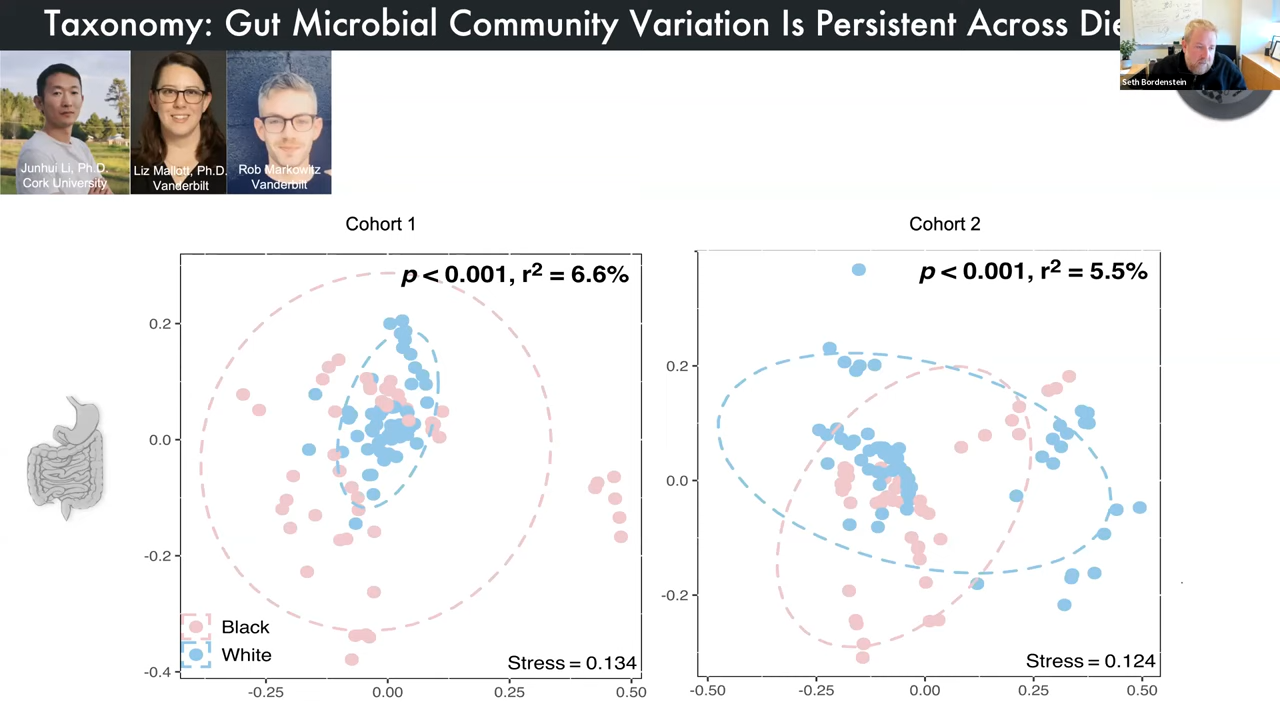 Taxonomy: Gut Microbial Community Variation Is Persistent Across Die
Seth Bordenstein
Junhui Li, Ph.D.
Cork University
Liz Mallott, Ph.D.
Vanderbilt
Rob Markowitz
Vanderbilt
Cohort 1
Cohort 2
p < 0.001, r² = 6.6%
p < 0.001, r² = 5.5%
0.2
0.0
-0.2
-0.4
Black
White
Stress = 0.134
-0.25
0.00
0.25
0.50
0.2
0.0
-0.2
Stress = 0.124
-0.50
-0.25
0.00
0.25
0.50